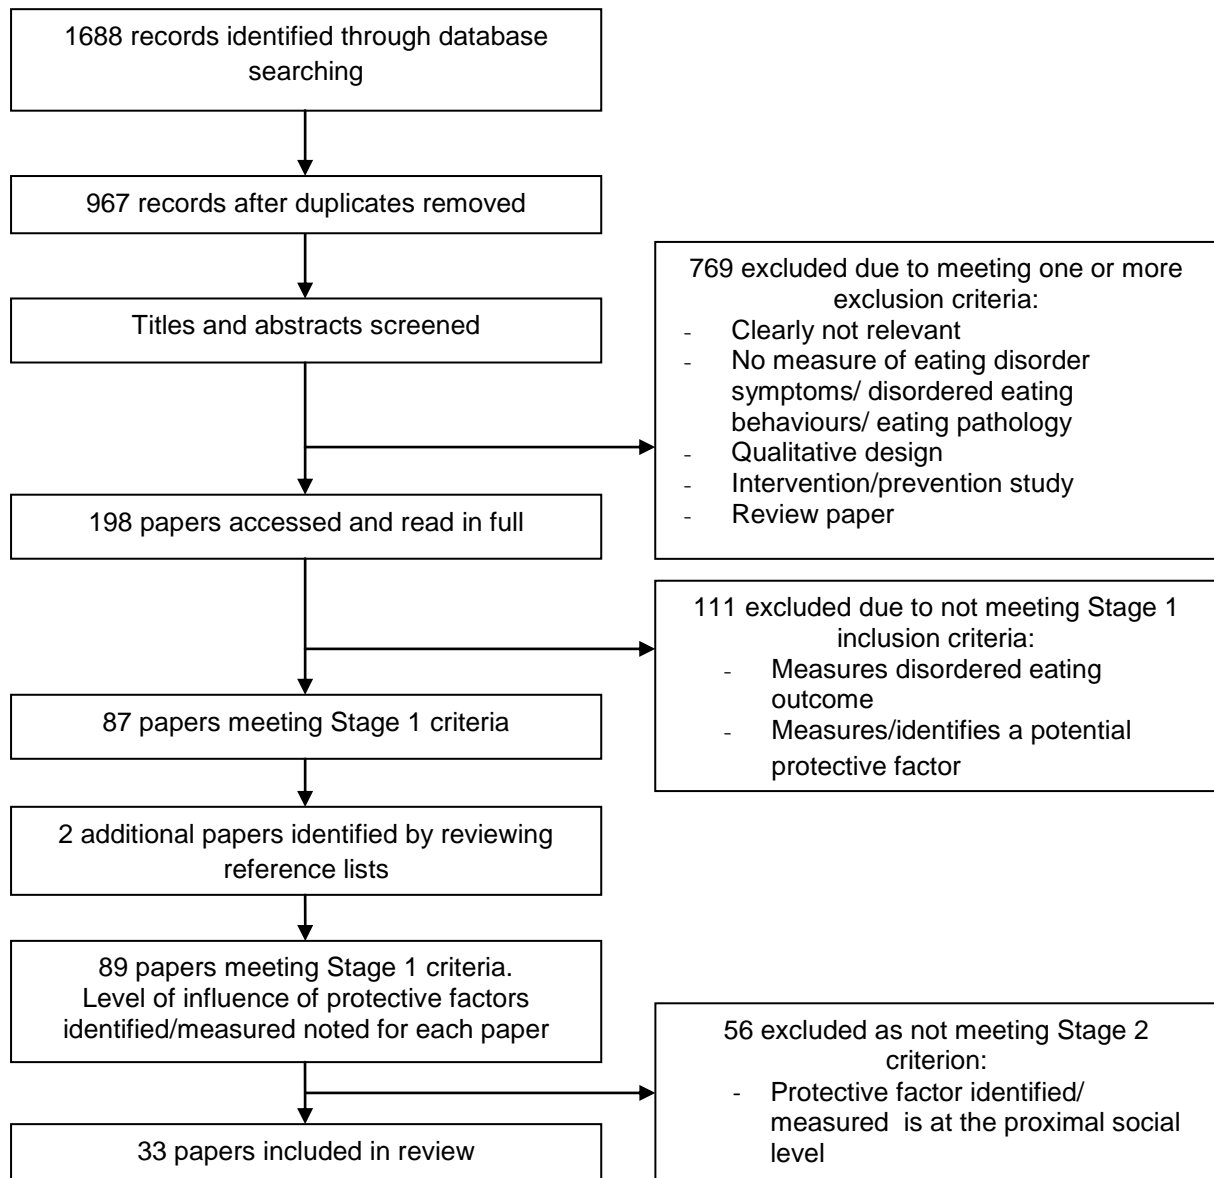 1688 records identified through database
searching
967 records after duplicates removed
Titles and abstracts screened
769 excluded due to meeting one or more
exclusion criteria:
- Clearly not relevant
- No measure of eating disorder
symptoms/ disordered eating
behaviours/ eating pathology
- Qualitative design
- Intervention/prevention study
- Review paper
198 papers accessed and read in full
111 excluded due to not meeting Stage 1
inclusion criteria:
- Measures disordered eating
outcome
- Measures/identifies a potential
protective factor
87 papers meeting Stage 1 criteria
2 additional papers identified by reviewing
reference lists
89 papers meeting Stage 1 criteria.
Level of influence of protective factors
identified/measured noted for each paper
56 excluded as not meeting Stage 2
criterion:
- Protective factor identified/
measured is at the proximal social
level
33 papers included in review